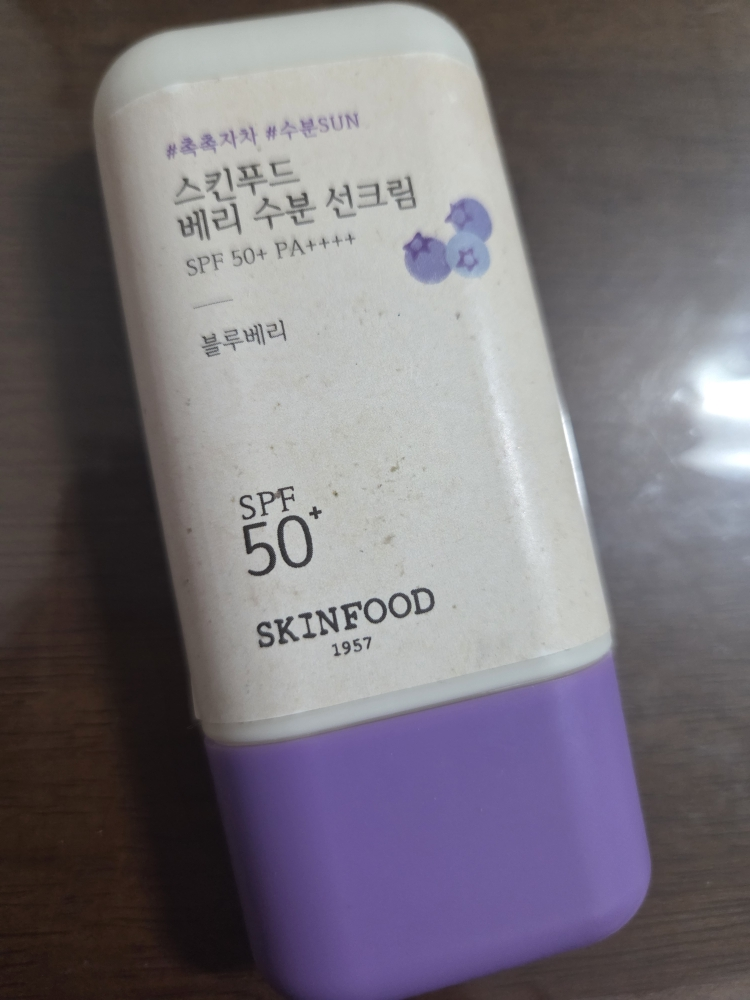 #촉촉자차 #수분SUN
스킨푸드
베리 수분 선크림
SPF 50+ PA++++
블루베리
SPF
50+
SKINFOOD
1957